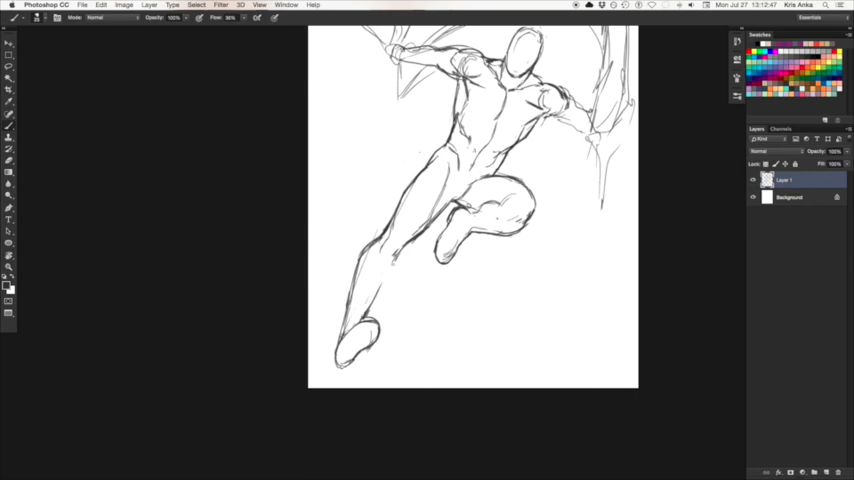 Photoshop CC File Edit Image Layer Type Select Filter 3D View Window Help Mon Jul 27 13:12:47 Kris Anka
Mode: Normal Opacity: 100% Flow: 36% Essentials
Swatches
Layers Channels
Kind
Normal Opacity: 100%
Lock: Fill: 100%
Layer 1
Background